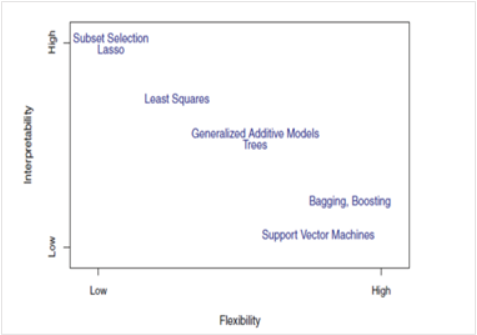 High
Subset Selection
Lasso
Least Squares
Interpretability
Generalized Additive Models
Trees
Bagging, Boosting
Support Vector Machines
Low
Low
High
Flexibility